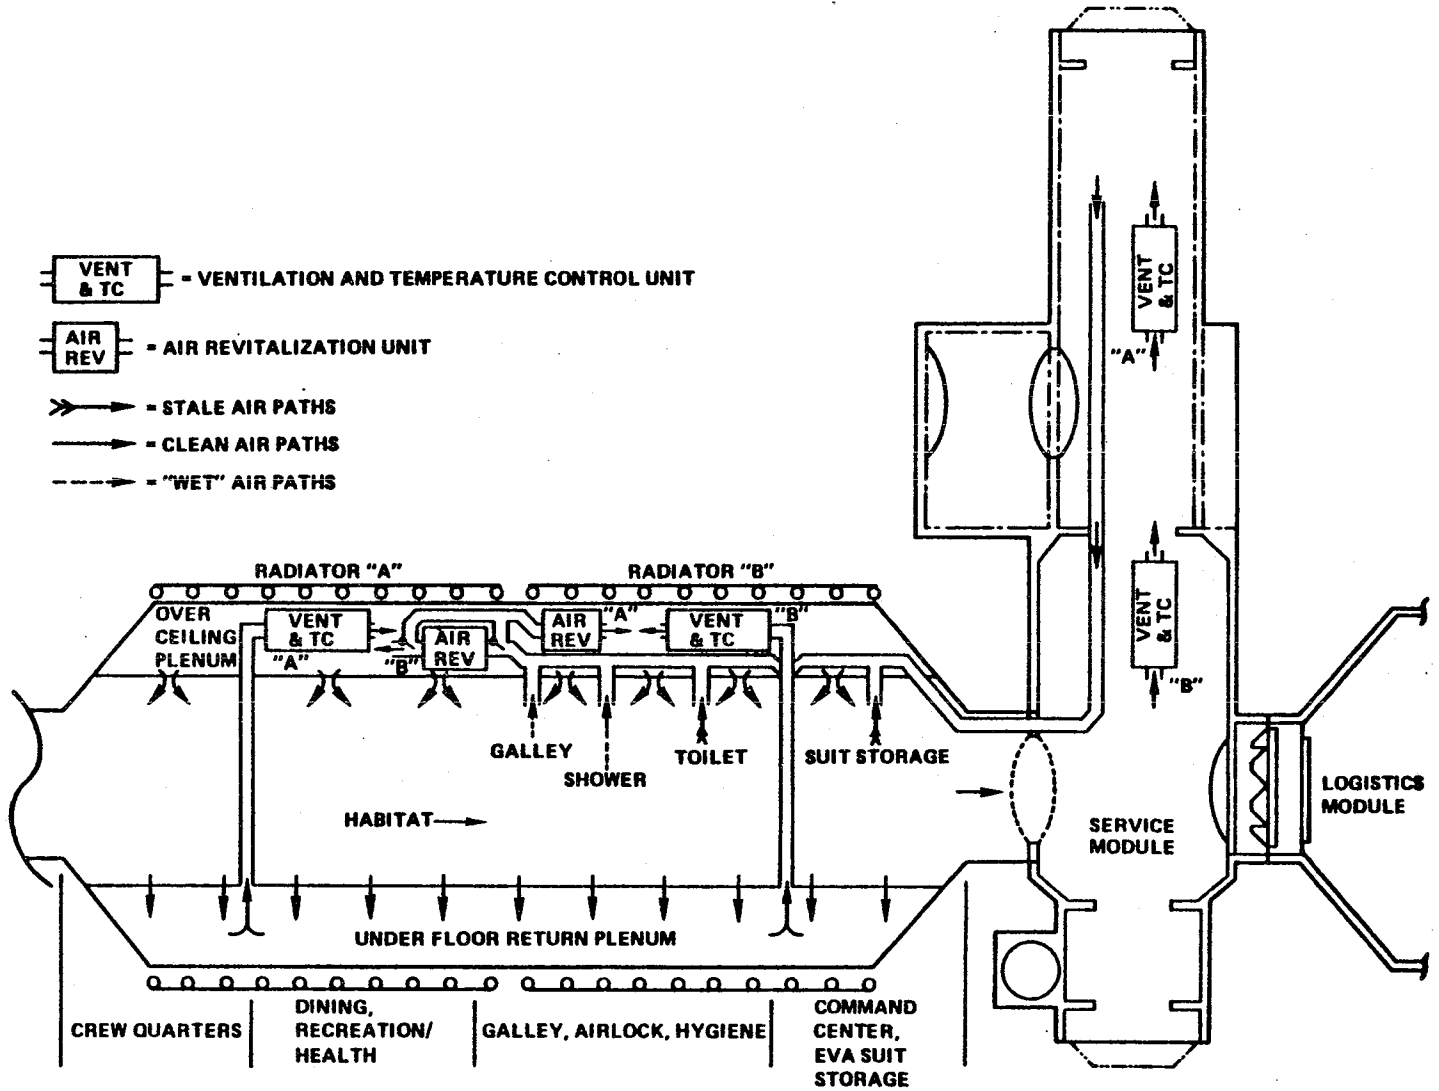 VENT
& TC
= VENTILATION AND TEMPERATURE CONTROL UNIT
AIR
REV
= AIR REVITALIZATION UNIT
= STALE AIR PATHS
= CLEAN AIR PATHS
= "WET" AIR PATHS
VENT
& TC
"A"
VENT
& TC
"B"
RADIATOR "A"
RADIATOR "B"
OVER
CEILING
PLENUM
VENT
& TC
"A"
"B"
AIR
REV
AIR
REV
"A"
VENT
& TC
"B"
GALLEY
SHOWER
TOILET
SUIT STORAGE
HABITAT
SERVICE
MODULE
LOGISTICS
MODULE
UNDER FLOOR RETURN PLENUM
CREW QUARTERS
DINING,
RECREATION/
HEALTH
GALLEY, AIRLOCK, HYGIENE
COMMAND
CENTER,
EVA SUIT
STORAGE